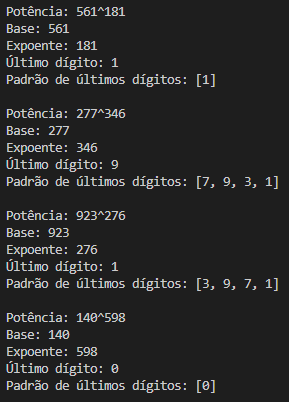 Potência: 561^181
Base: 561
Expoente: 181
Último dígito: 1
Padrão de últimos dígitos: [1]
Potência: 277^346
Base: 277
Expoente: 346
Último dígito: 9
Padrão de últimos dígitos: [7, 9, 3, 1]
Potência: 923^276
Base: 923
Expoente: 276
Último dígito: 1
Padrão de últimos dígitos: [3, 9, 7, 1]
Potência: 140^598
Base: 140
Expoente: 598
Último dígito: 0
Padrão de últimos dígitos: [0]